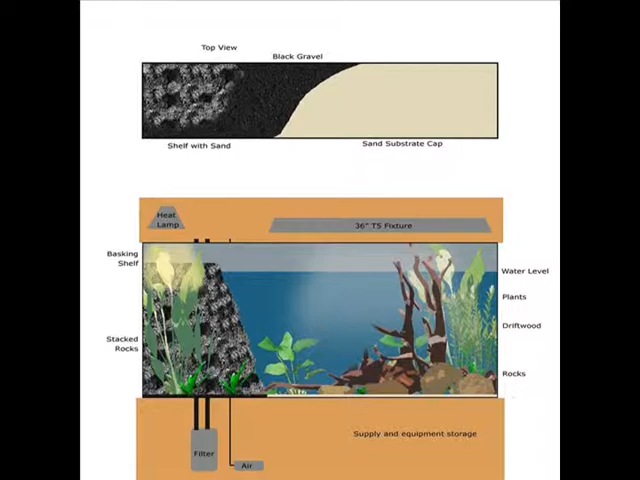 Top View
Black Gravel
Shelf with Sand
Sand Substrate Cap
Heat
Lamp
36" T5 Fixture
Basking
Shelf
Water Level
Plants
Driftwood
Stacked
Rocks
Rocks
Supply and equipment storage
Filter
Air